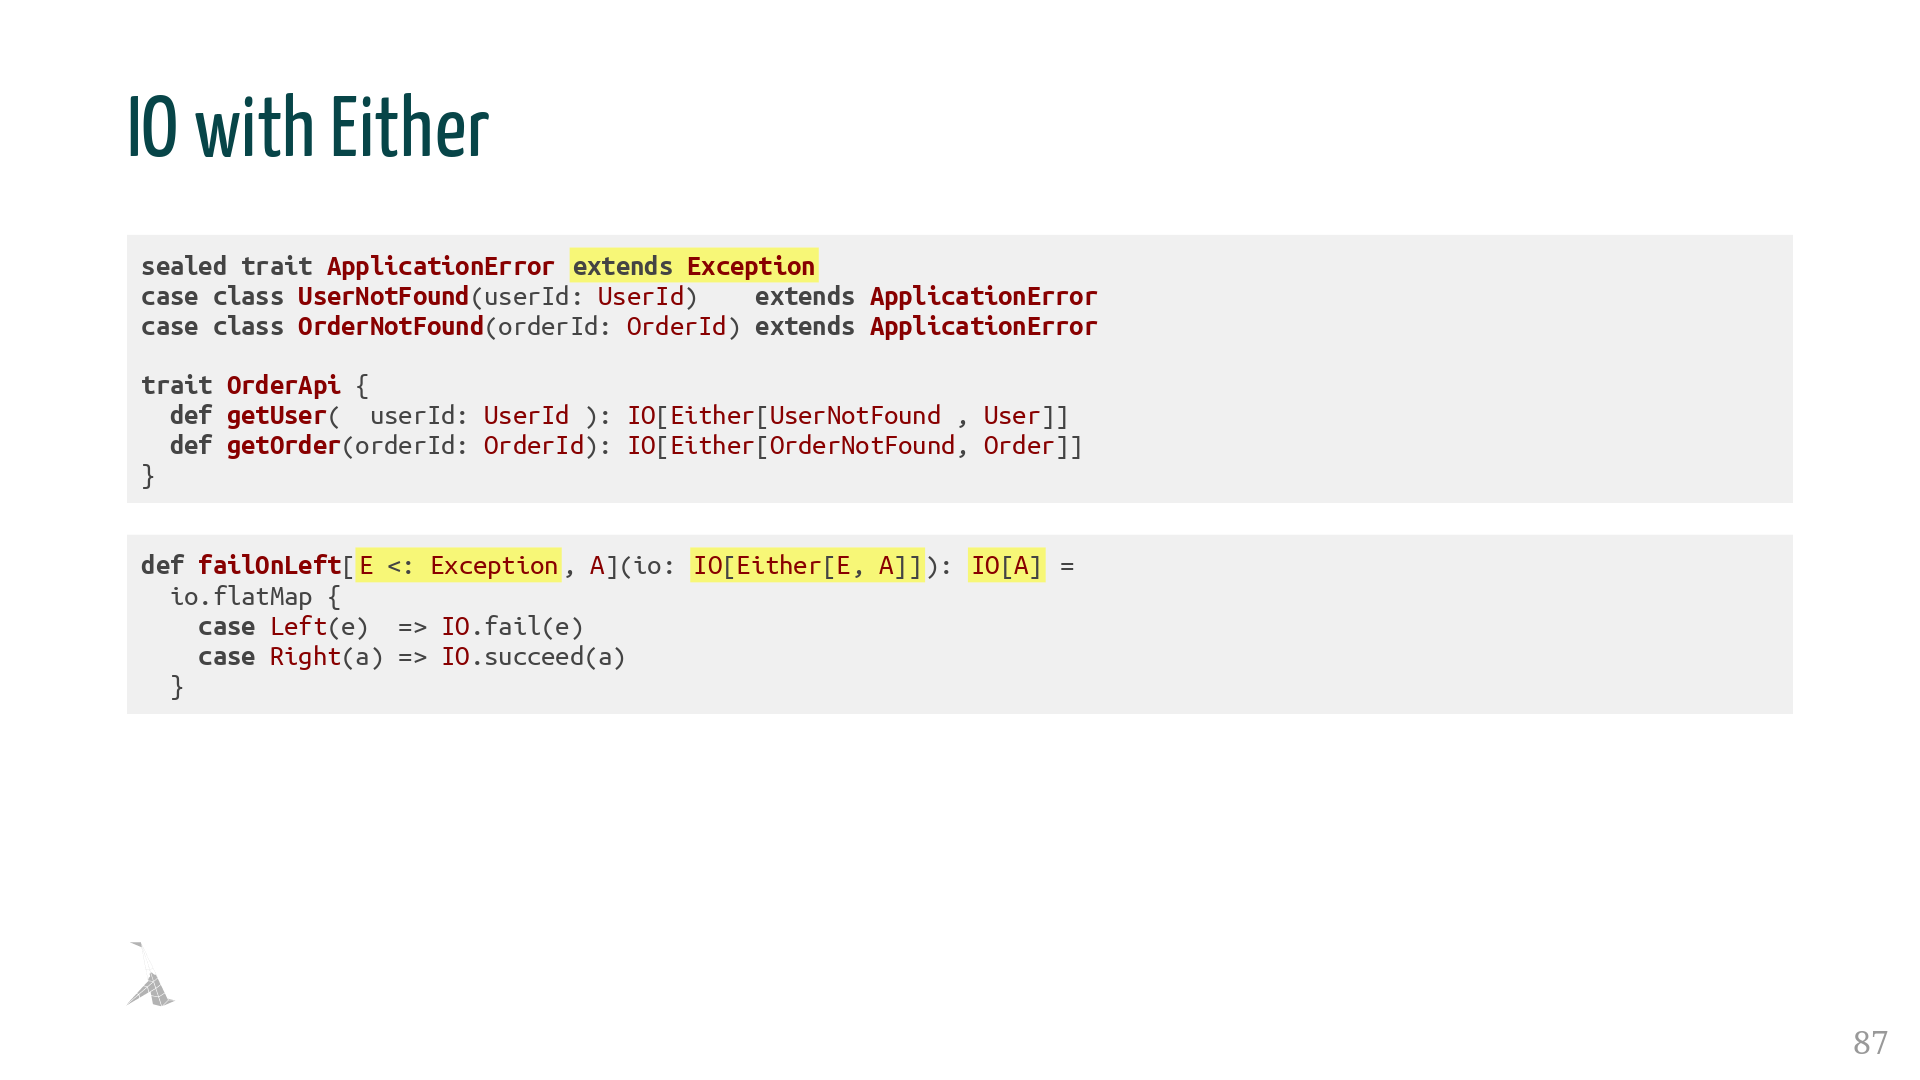 IO with Either
sealed trait ApplicationError extends Exception
case class UserNotFound(userId: UserId)    extends ApplicationError
case class OrderNotFound(orderId: OrderId) extends ApplicationError
trait OrderApi {
  def getUser(  userId: UserId ): IO[Either[UserNotFound , User]]
  def getOrder(orderId: OrderId): IO[Either[OrderNotFound, Order]]
}
def failOnLeft[E <: Exception, A](io: IO[Either[E, A]]): IO[A] =
  io.flatMap {
    case Left(e)  => IO.fail(e)
    case Right(a) => IO.succeed(a)
  }
87